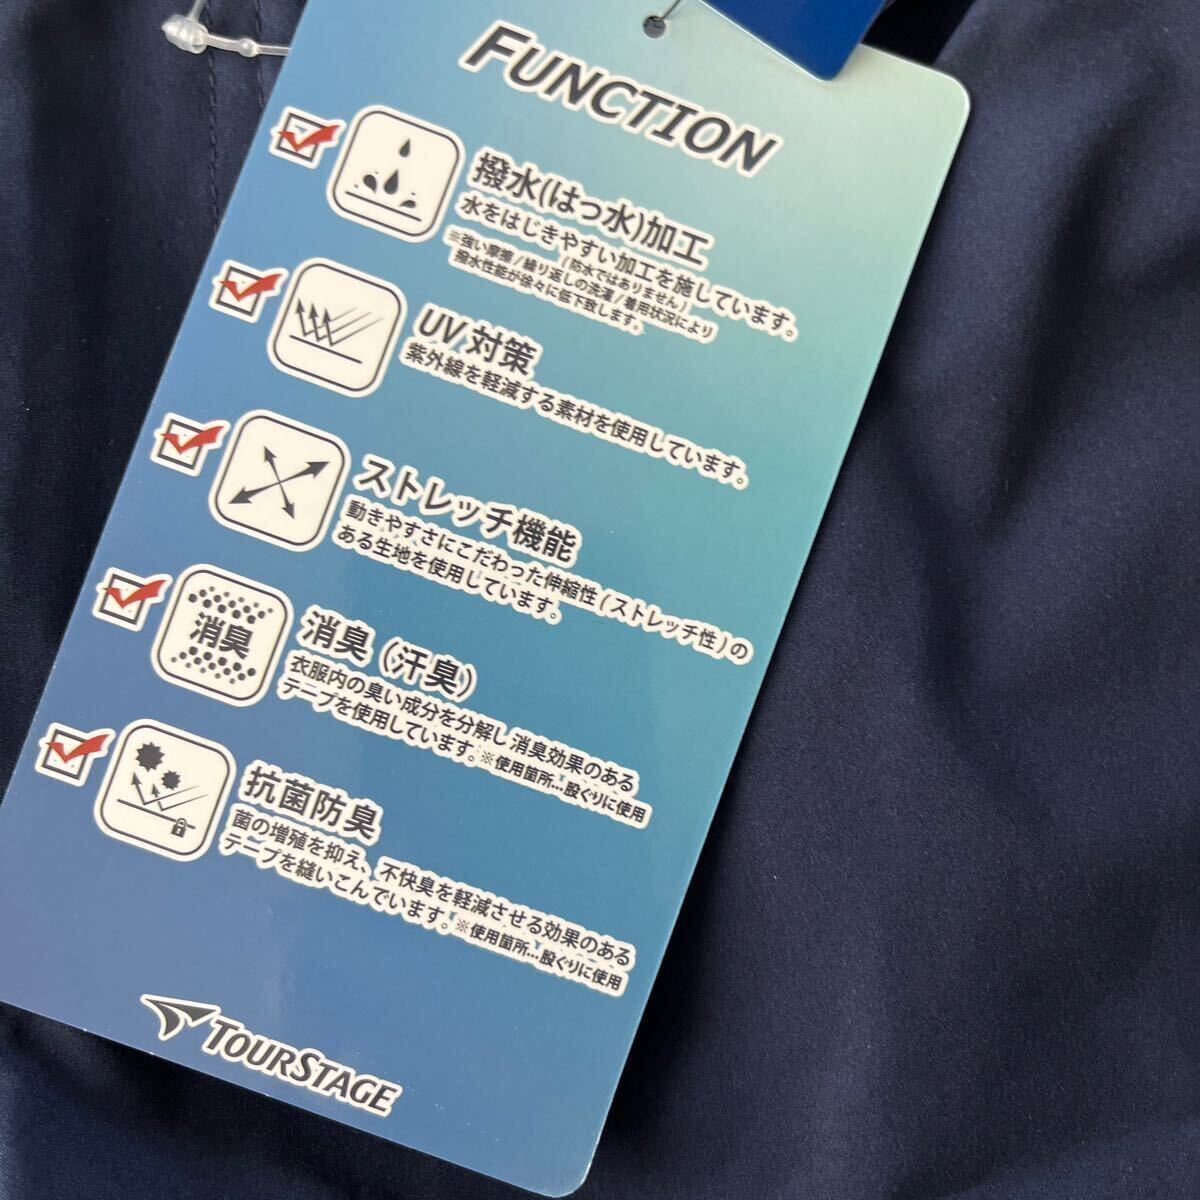 FUNCTION
撥水(はっ水)加工
水をはじきやすい加工を施しています。
(防水ではありません)
※強い摩擦/繰り返しの洗濯/着用状況により
撥水性能が徐々に低下致します。
UV対策
紫外線を軽減する素材を使用しています。
ストレッチ機能
動きやすさにこだわった伸縮性(ストレッチ性)の
ある生地を使用しています。
消臭
消臭(汗臭)
衣服内の臭い成分を分解し消臭効果のある
テープを使用しています。※使用箇所…股ぐりに使用
抗菌防臭
菌の増殖を抑え、不快臭を軽減させる効果のある
テープを縫いこんでいます。※使用箇所…股ぐりに使用
TOURSTAGE